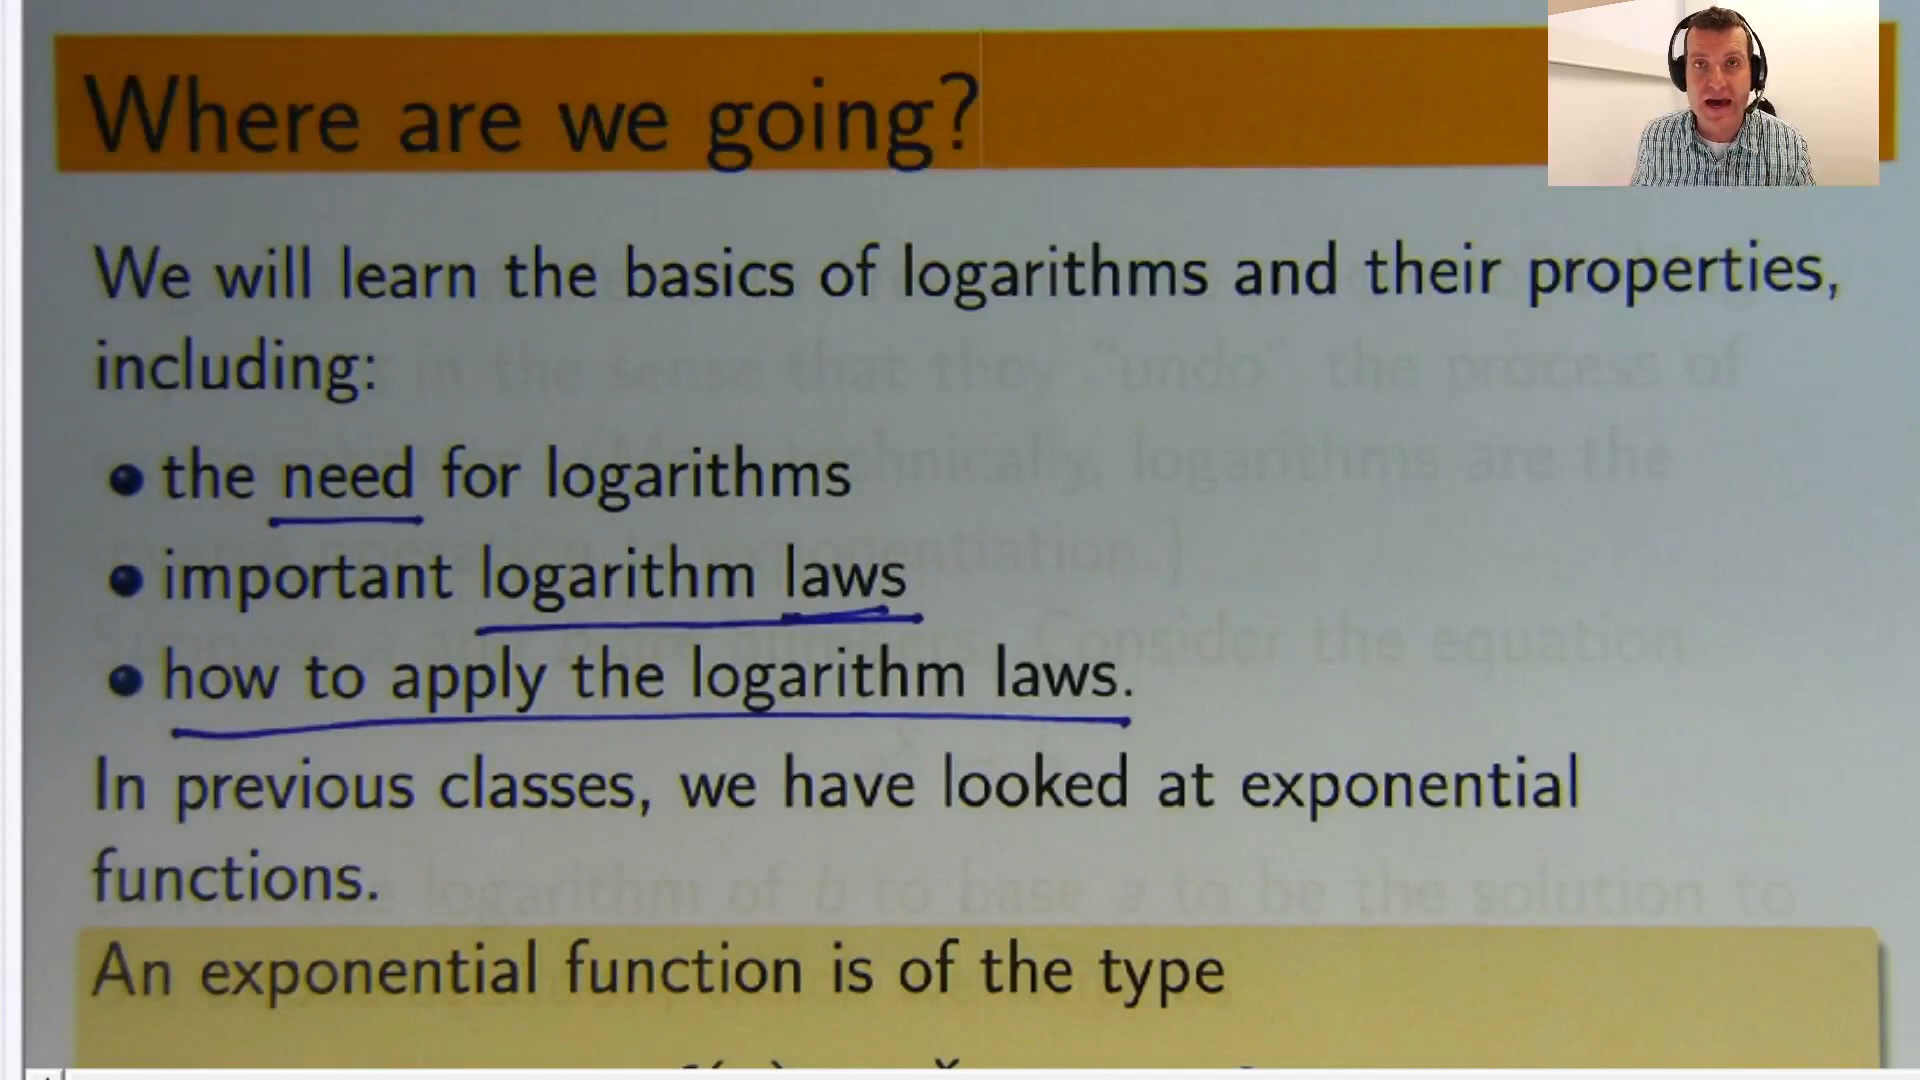 Where are we going?
We will learn the basics of logarithms and their properties,
including:
• the need for logarithms
• important logarithm laws
• how to apply the logarithm laws.
In previous classes, we have looked at exponential
functions.
An exponential function is of the type